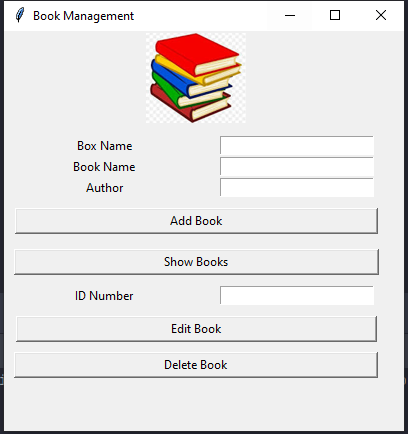 Book Management
Box Name
Book Name
Author
Add Book
Show Books
ID Number
Edit Book
Delete Book